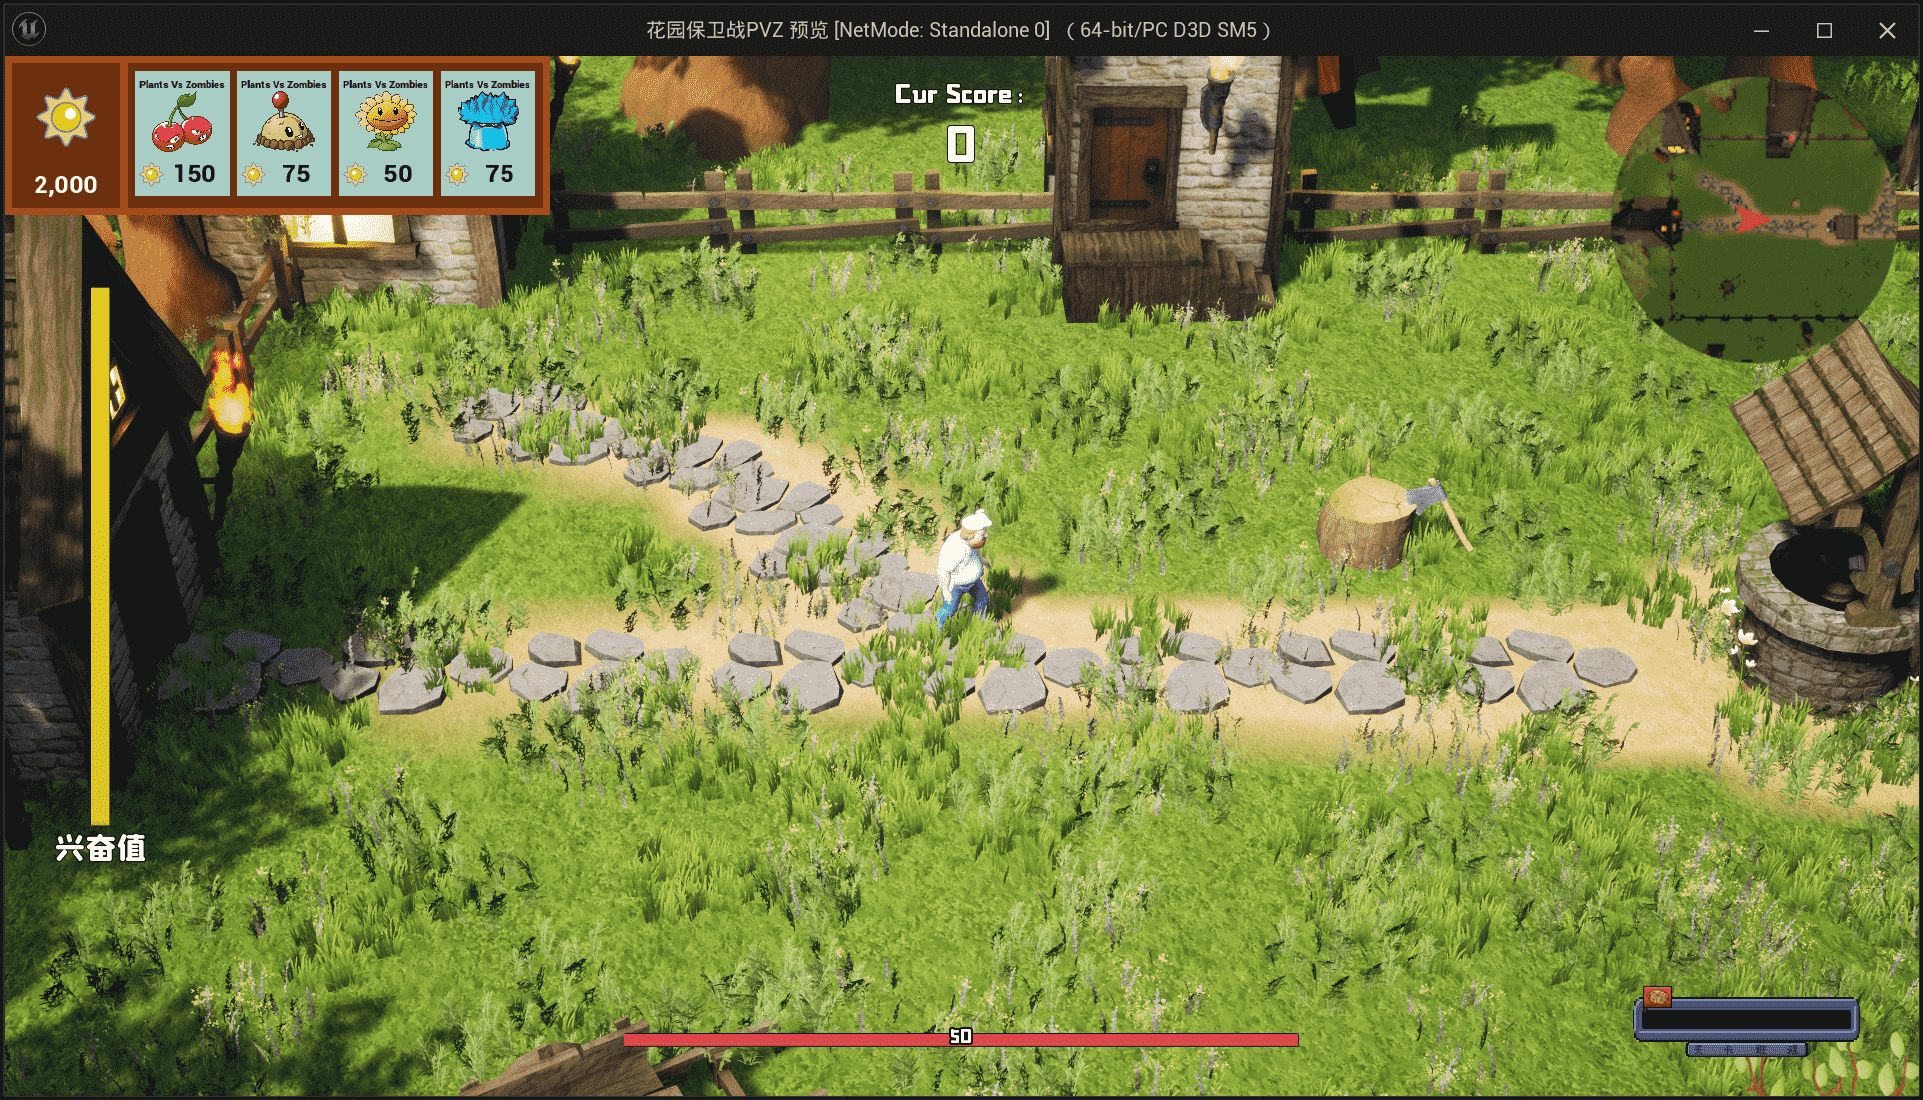 花园保卫战PVZ 预览 [NetMode: Standalone 0] （64-bit/PC D3D SM5）
2,000
Plants Vs Zombies
150
Plants Vs Zombies
75
Plants Vs Zombies
50
Plants Vs Zombies
75
Cur Score:
0
兴奋值
50